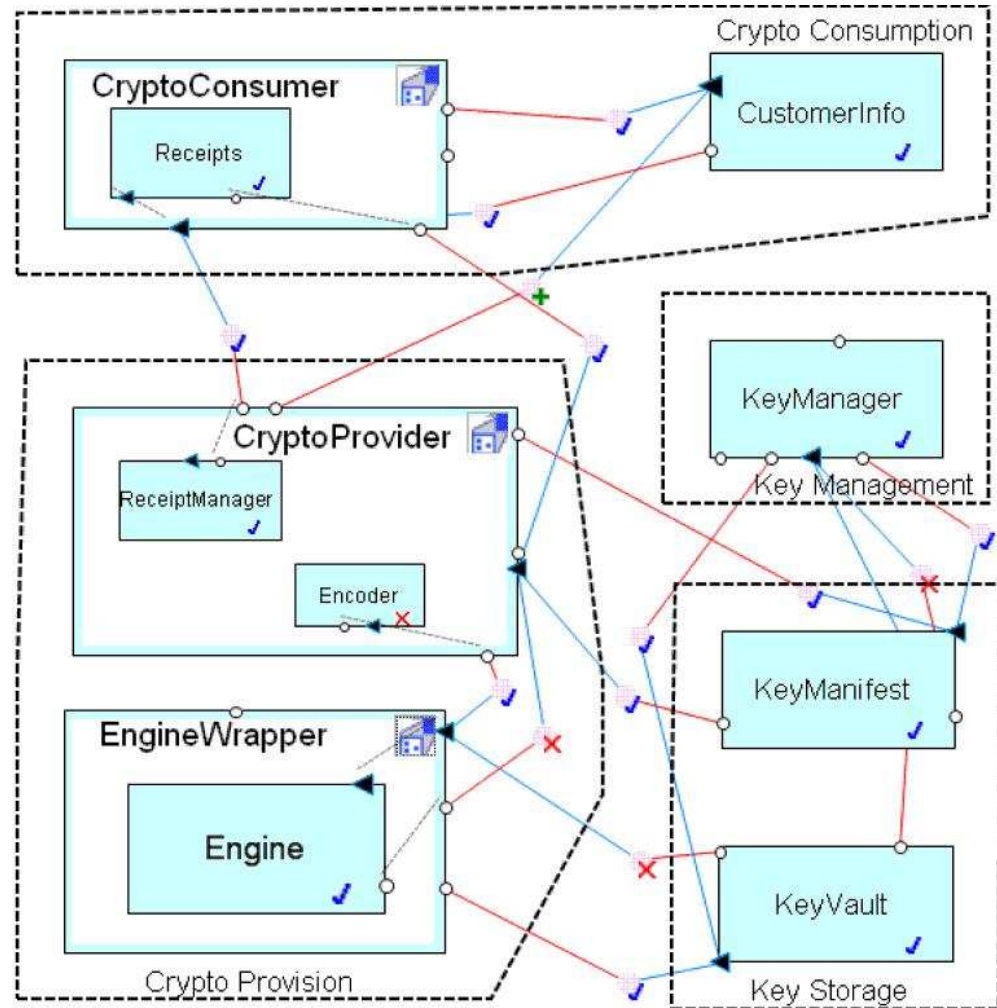 Crypto Consumption
CryptoConsumer
CustomerInfo
Receipts
KeyManager
CryptoProvider
Key Management
ReceiptManager
Encoder
KeyManifest
EngineWrapper
Engine
KeyVault
Crypto Provision
Key Storage